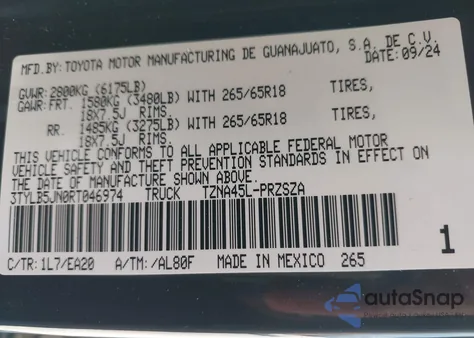 MFD.BY: TOYOTA MOTOR MANUFACTURING DE GUANAJUATO, S.A. DE C.V.
DATE: 09/24
GVWR: 2800KG (6175LB)
GAWR: FRT. 1580KG (3480LB) WITH 265/65R18 TIRES,
18X7.5J RIMS.
RR. 1485KG (3275LB) WITH 265/65R18 TIRES,
18X7.5J RIMS.
THIS VEHICLE CONFORMS TO ALL APPLICABLE FEDERAL MOTOR
VEHICLE SAFETY AND THEFT PREVENTION STANDARDS IN EFFECT ON
THE DATE OF MANUFACTURE SHOWN ABOVE.
3TYLB5JN0RT046974 TRUCK TZNA45L-PRZSZA
1
C/TR: 1L7/EA20 A/TM: /AL80F MADE IN MEXICO 265
autoSnap